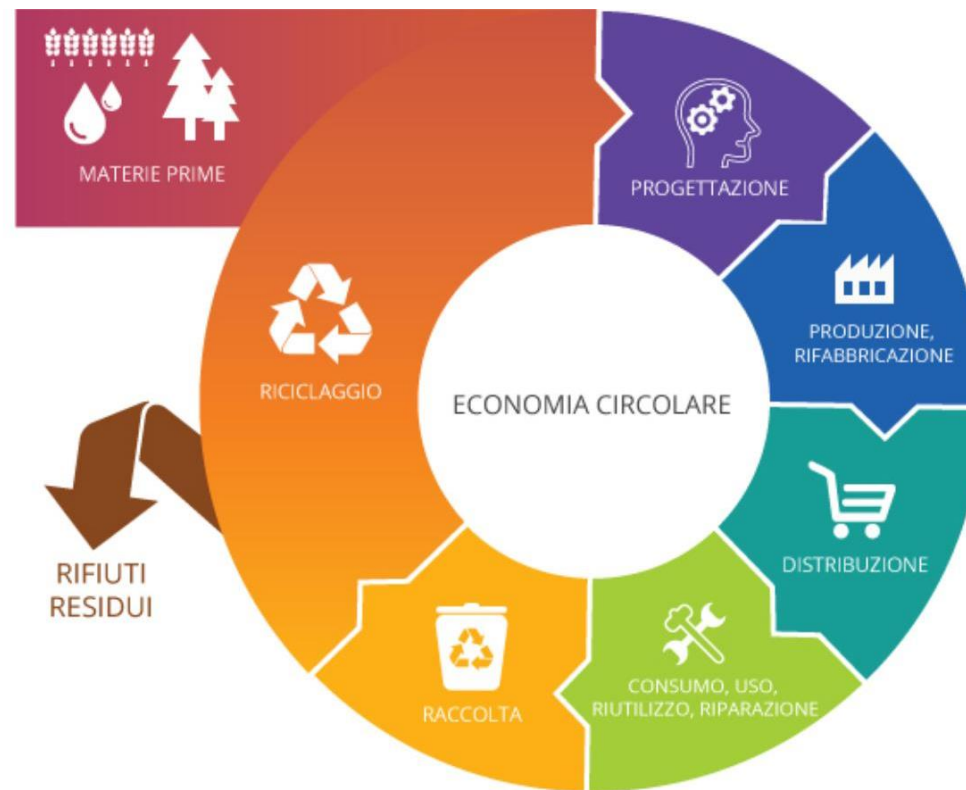 MATERIE PRIME
PROGETTAZIONE
PRODUZIONE,
RIFABBRICAZIONE
DISTRIBUZIONE
CONSUMO, USO,
RIUTILIZZO, RIPARAZIONE
RACCOLTA
RICICLAGGIO
RIFIUTI
RESIDUI
ECONOMIA CIRCOLARE